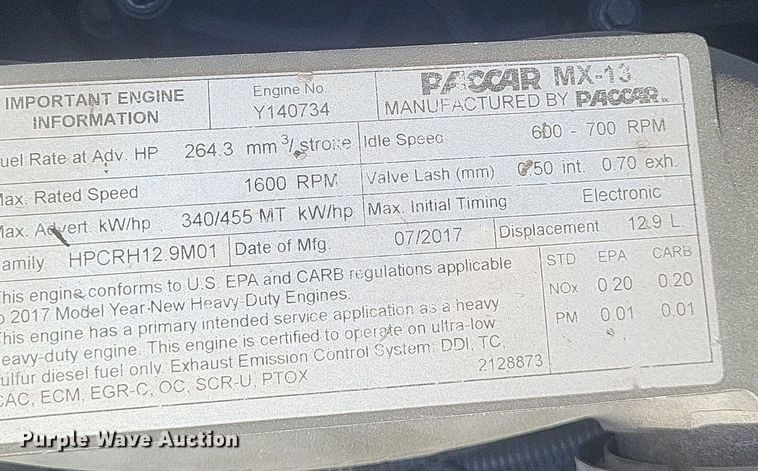 IMPORTANT ENGINE
INFORMATION
Engine No.
Y140734
PACCAR MX-13
MANUFACTURED BY PACCAR INC
uel Rate at Adv. HP 264.3 mm³/stroke
Idle Speed 600 - 700 RPM
ax. Rated Speed 1600 RPM
Valve Lash (mm) 0.50 int. 0.70 exh.
ax. Advert. kW/hp 340/455 MT kW/hp
Max. Initial Timing Electronic
amily HPCRH12.9M01
Date of Mfg. 07/2017
Displacement 12.9 L
his engine conforms to U.S. EPA and CARB regulations applicable
o 2017 Model Year New Heavy-Duty Engines.
his engine has a primary intended service application as a heavy
eavy-duty engine. This engine is certified to operate on ultra-low
ulfur diesel fuel only. Exhaust Emission Control System: DDI, TC,
CAC, ECM, EGR-C, OC, SCR-U, PTOX
2128873
STD EPA CARB
NOx 0.20 0.20
PM 0.01 0.01
Purple Wave Auction